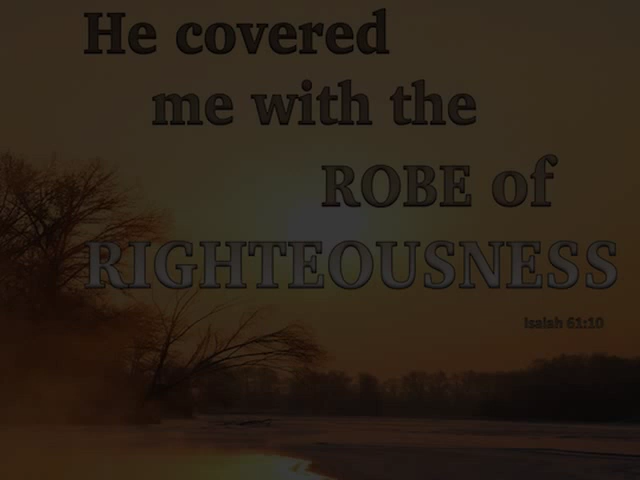 He covered
me with the
ROBE of
RIGHTEOUSNESS
Isaiah 61:10